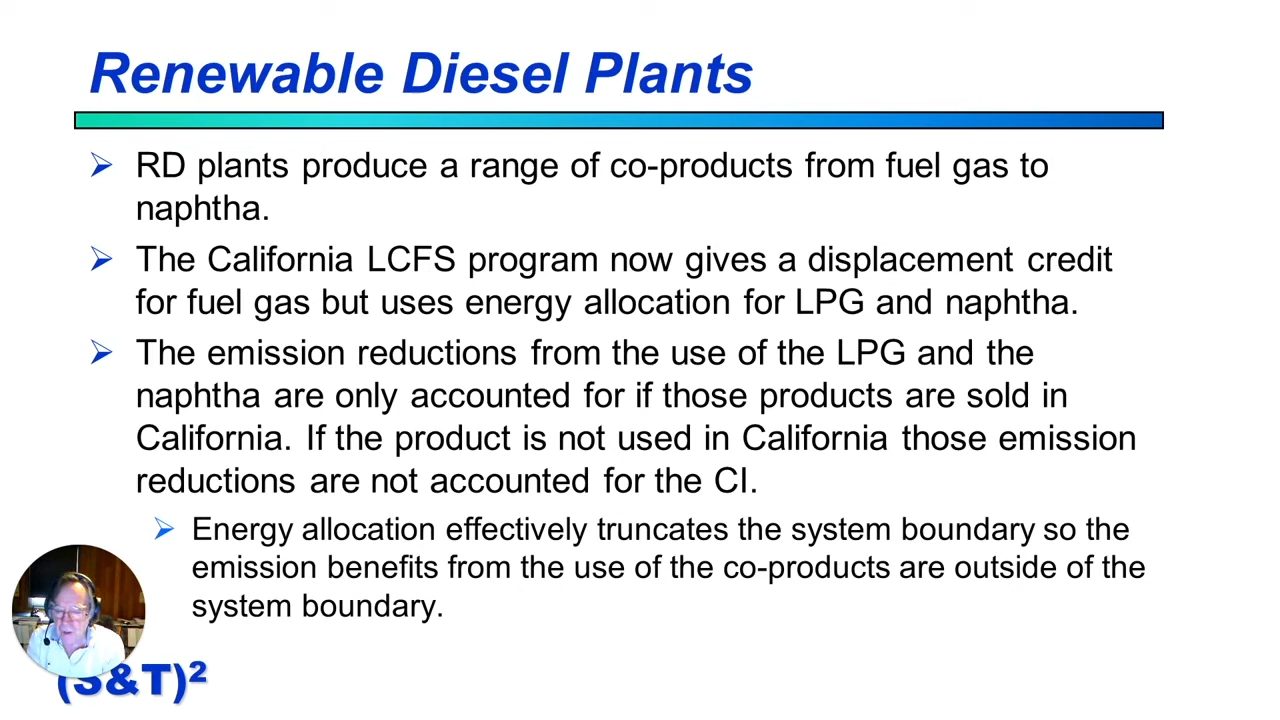 Renewable Diesel Plants
RD plants produce a range of co-products from fuel gas to
naphtha.
The California LCFS program now gives a displacement credit
for fuel gas but uses energy allocation for LPG and naphtha.
The emission reductions from the use of the LPG and the
naphtha are only accounted for if those products are sold in
California. If the product is not used in California those emission
reductions are not accounted for the CI.
Energy allocation effectively truncates the system boundary so the
emission benefits from the use of the co-products are outside of the
system boundary.
(S&T)²